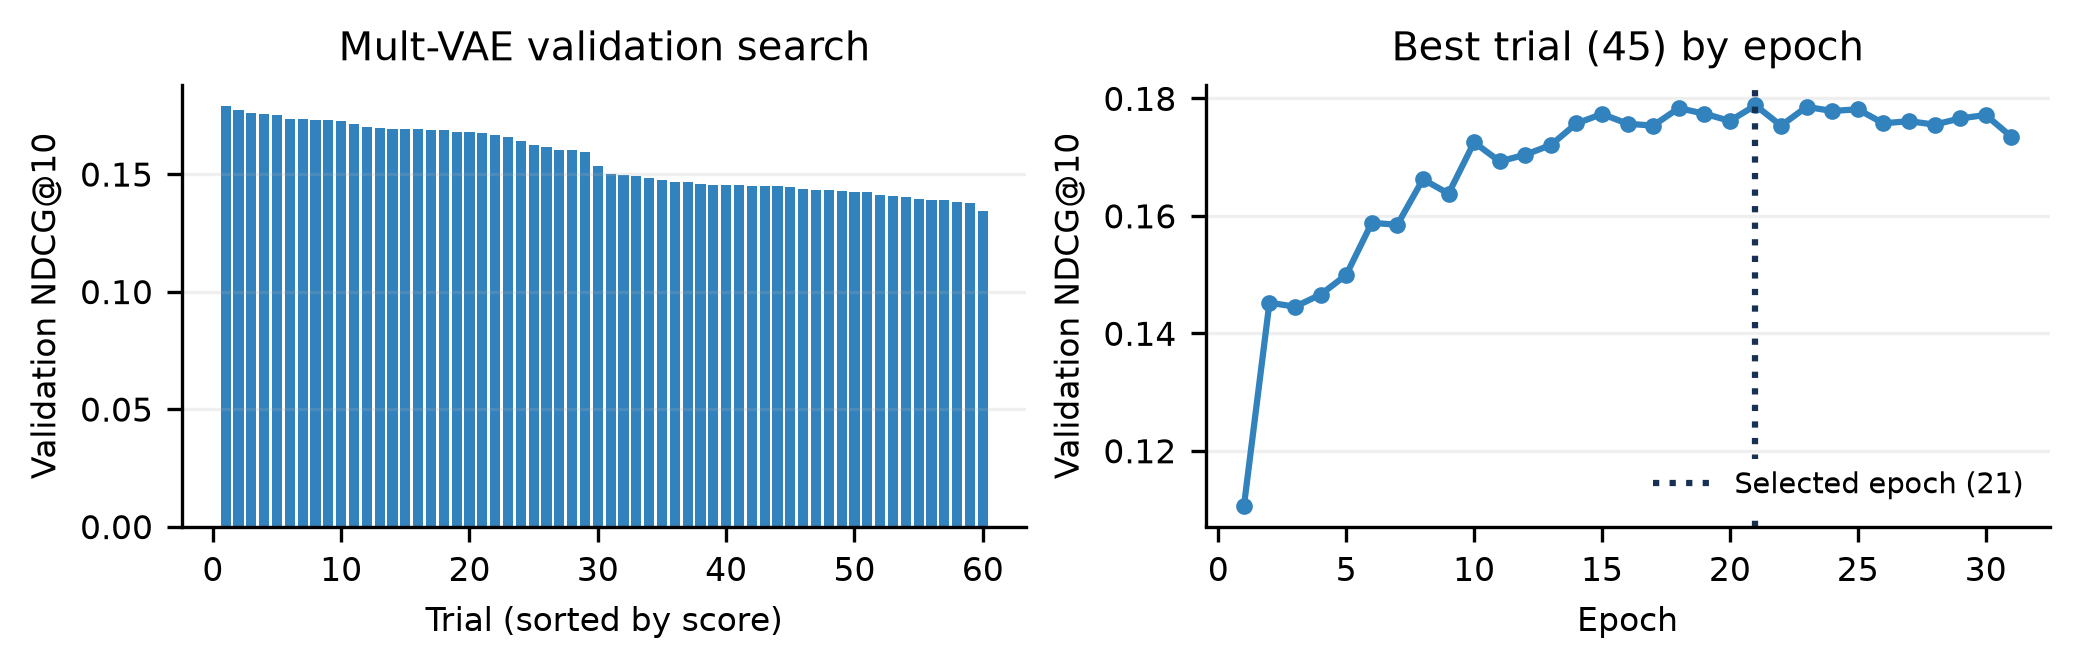 Mult-VAE validation search
Validation NDCG@10
0.15
0.10
0.05
0.00
0 10 20 30 40 50 60
Trial (sorted by score)
Best trial (45) by epoch
Validation NDCG@10
0.18
0.16
0.14
0.12
Selected epoch (21)
0 5 10 15 20 25 30
Epoch